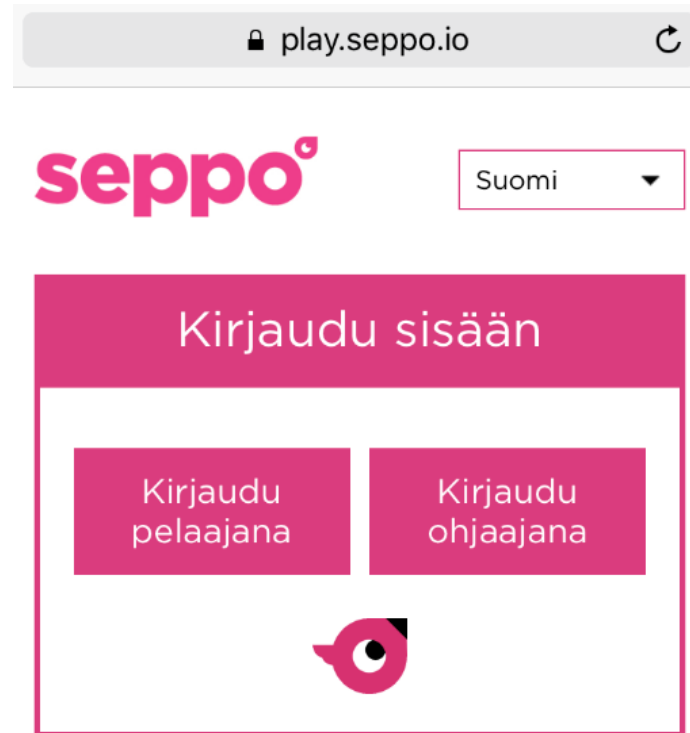 play.seppo.io
seppo
Suomi
Kirjaudu sisään
Kirjaudu
pelaajana
Kirjaudu
ohjaajana